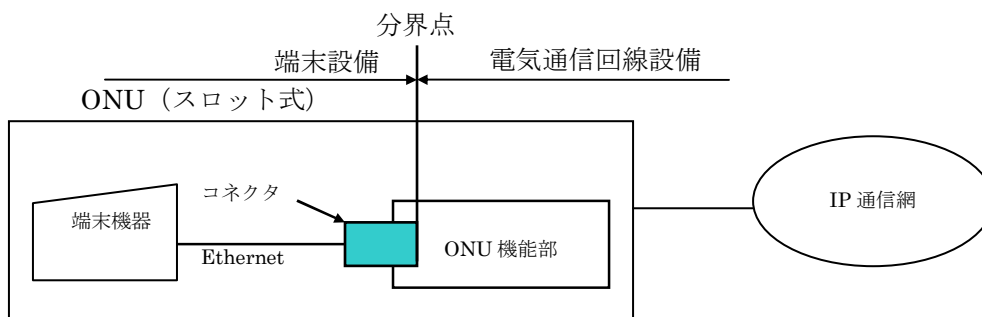 分界点
端末設備
電気通信回線設備
ONU（スロット式）
コネクタ
端末機器
Ethernet
ONU 機能部
IP 通信網